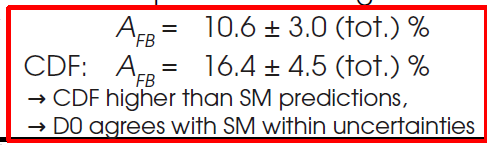 A_FB = 10.6 ± 3.0 (tot.) %
CDF: A_FB = 16.4 ± 4.5 (tot.) %
→ CDF higher than SM predictions,
→ D0 agrees with SM within uncertainties